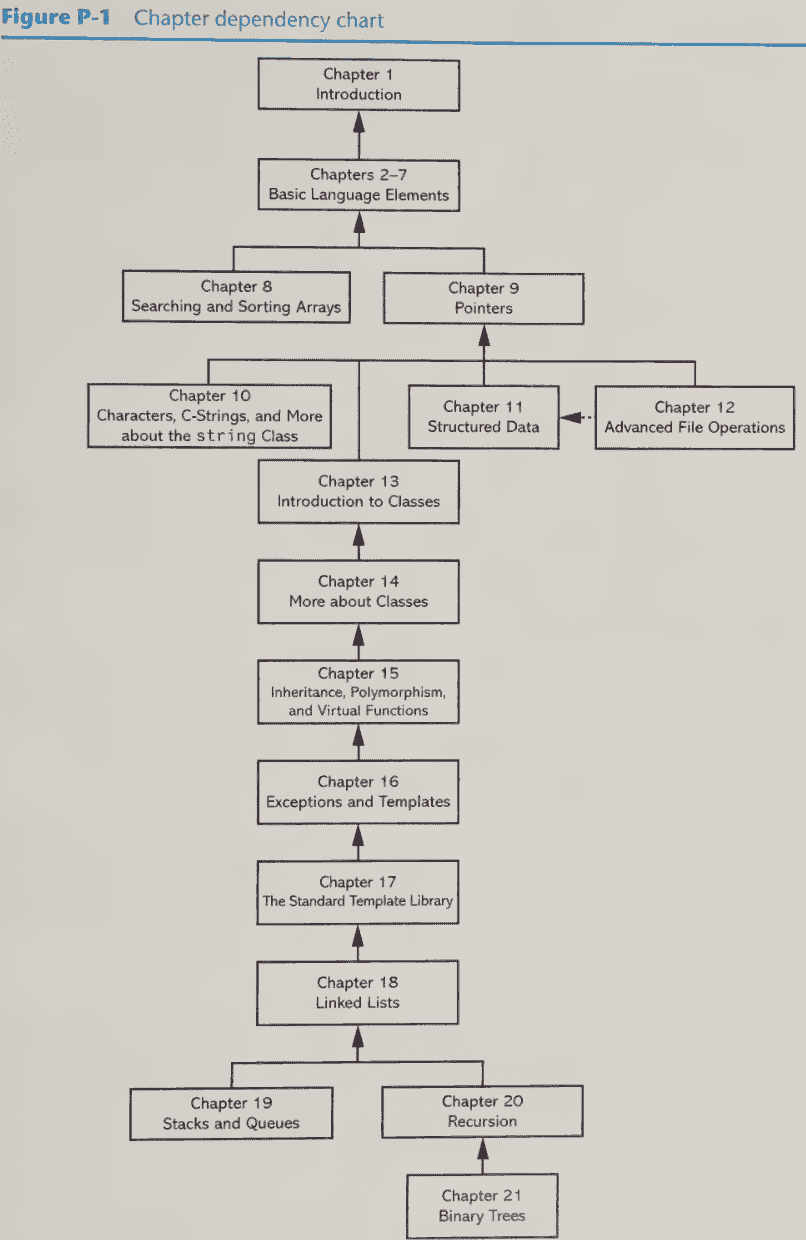 Figure P-1 Chapter dependency chart
Chapter 1
Introduction
Chapters 2–7
Basic Language Elements
Chapter 8
Searching and Sorting Arrays
Chapter 9
Pointers
Chapter 10
Characters, C-Strings, and More
about the string Class
Chapter 11
Structured Data
Chapter 12
Advanced File Operations
Chapter 13
Introduction to Classes
Chapter 14
More about Classes
Chapter 15
Inheritance, Polymorphism,
and Virtual Functions
Chapter 16
Exceptions and Templates
Chapter 17
The Standard Template Library
Chapter 18
Linked Lists
Chapter 19
Stacks and Queues
Chapter 20
Recursion
Chapter 21
Binary Trees